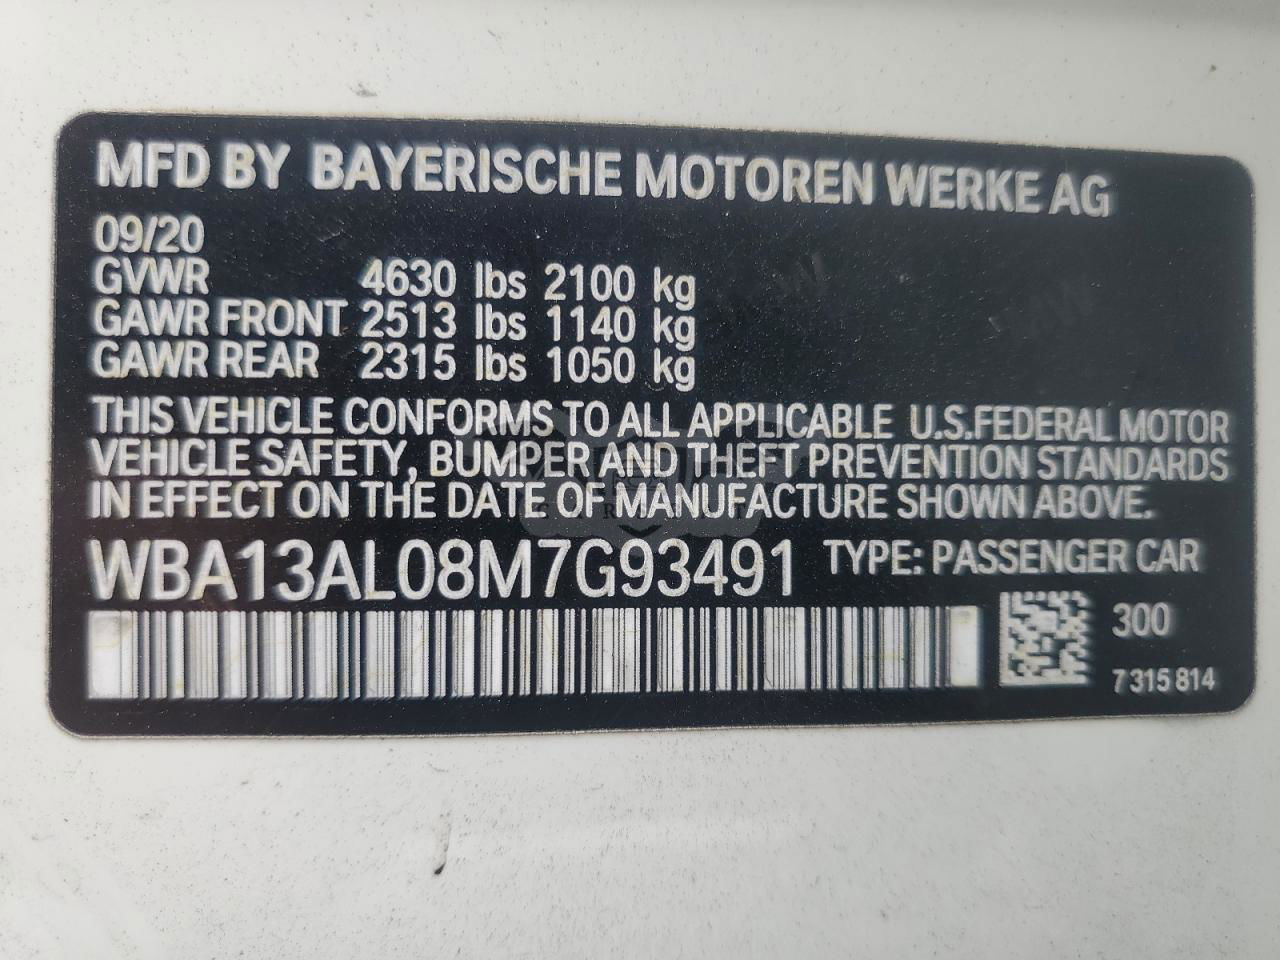 MFD BY BAYERISCHE MOTOREN WERKE AG
09/20
GVWR 4630 lbs 2100 kg
GAWR FRONT 2513 lbs 1140 kg
GAWR REAR 2315 lbs 1050 kg
THIS VEHICLE CONFORMS TO ALL APPLICABLE U.S.FEDERAL MOTOR
VEHICLE SAFETY, BUMPER AND THEFT PREVENTION STANDARDS
IN EFFECT ON THE DATE OF MANUFACTURE SHOWN ABOVE.
WBA13AL08M7G93491 TYPE: PASSENGER CAR
300
7 315 814